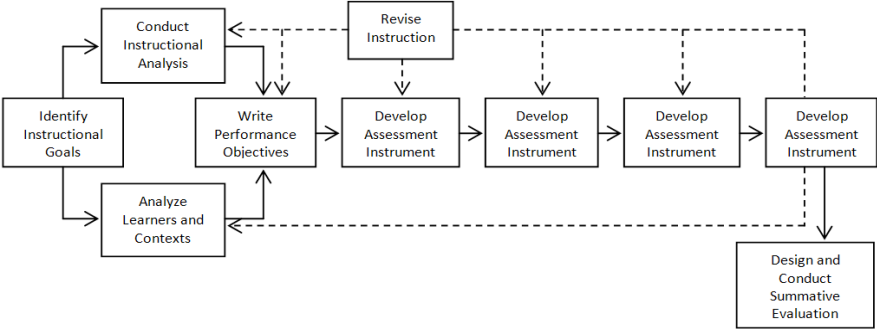 Conduct
Instructional
Analysis
Revise
Instruction
Identify
Instructional
Goals
Write
Performance
Objectives
Develop
Assessment
Instrument
Develop
Assessment
Instrument
Develop
Assessment
Instrument
Develop
Assessment
Instrument
Analyze
Learners and
Contexts
Design and
Conduct
Summative
Evaluation